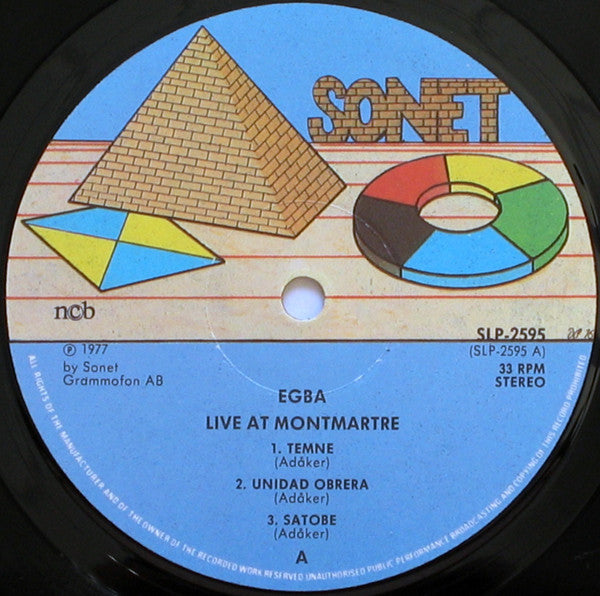 SONET
ncb
SLP-2595
℗ 1977
(SLP-2595 A)
by Sonet
33 RPM
Grammofon AB
STEREO
EGBA
LIVE AT MONTMARTRE
1. TEMNE
(Adåker)
2. UNIDAD OBRERA
(Adåker)
3. SATOBE
(Adåker)
A
ALL RIGHTS OF THE MANUFACTURER AND OF THE OWNER OF THE RECORDED WORK RESERVED UNAUTHORISED PUBLIC PERFORMANCE BROADCASTING AND COPYING OF THIS RECORD PROHIBITED